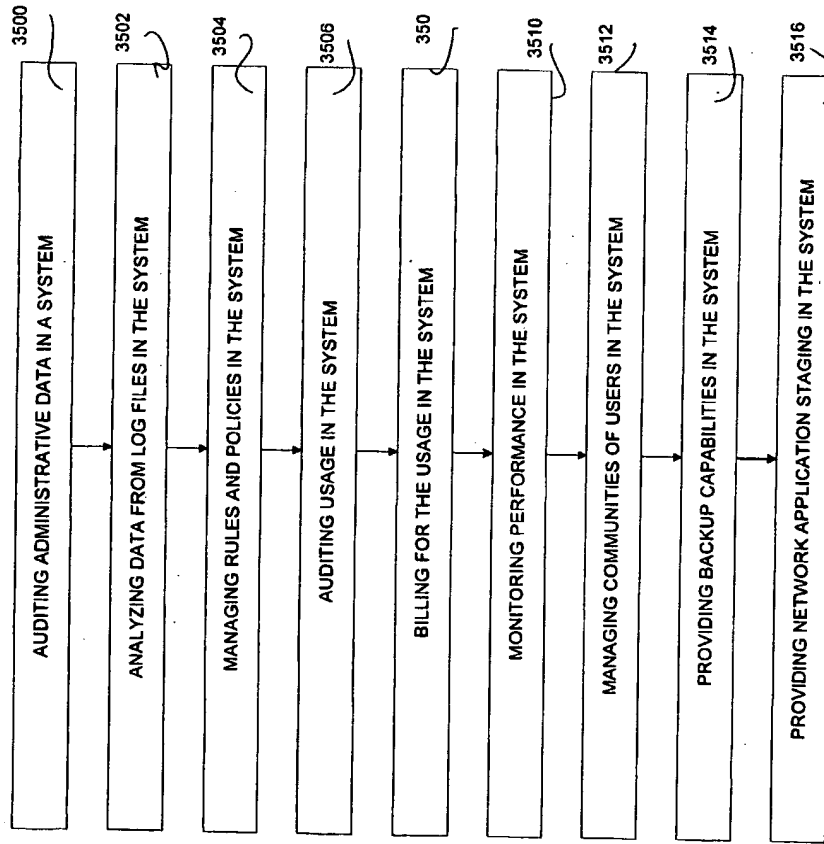 3500
AUDITING ADMINISTRATIVE DATA IN A SYSTEM
3502
ANALYZING DATA FROM LOG FILES IN THE SYSTEM
3504
MANAGING RULES AND POLICIES IN THE SYSTEM
3506
AUDITING USAGE IN THE SYSTEM
350
BILLING FOR THE USAGE IN THE SYSTEM
3510
MONITORING PERFORMANCE IN THE SYSTEM
3512
MANAGING COMMUNITIES OF USERS IN THE SYSTEM
3514
PROVIDING BACKUP CAPABILITIES IN THE SYSTEM
3516
PROVIDING NETWORK APPLICATION STAGING IN THE SYSTEM